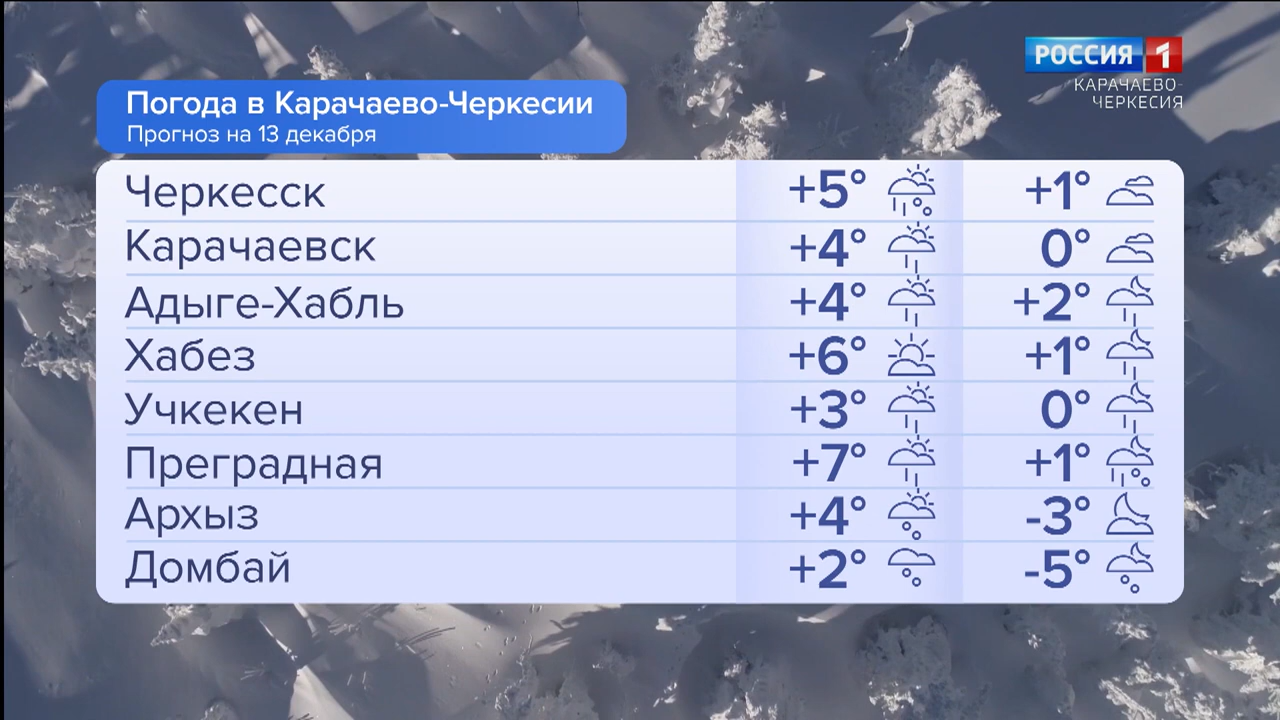 РОССИЯ 1
КАРАЧАЕВО-
ЧЕРКЕСИЯ
Погода в Карачаево-Черкесии
Прогноз на 13 декабря
Черкесск +5° +1°
Карачаевск +4° 0°
Адыге-Хабль +4° +2°
Хабез +6° +1°
Учкекен +3° 0°
Преградная +7° +1°
Архыз +4° -3°
Домбай +2° -5°